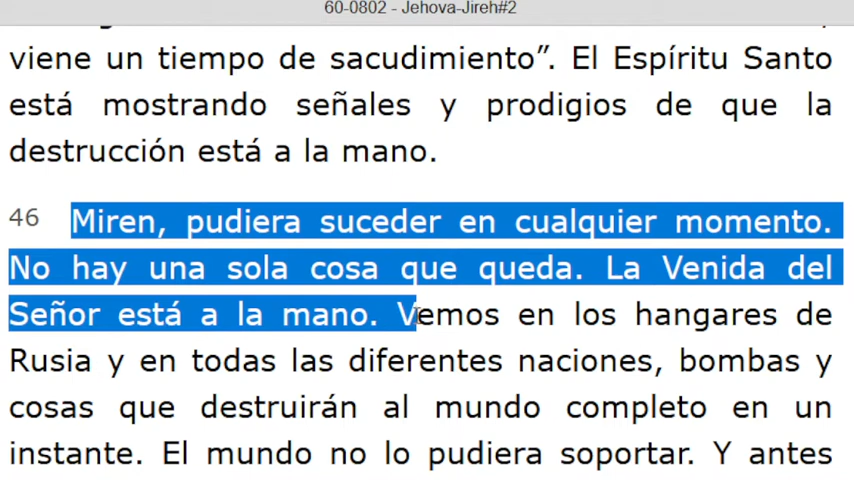 60-0802 - Jehova-Jireh#2
viene un tiempo de sacudimiento”. El Espíritu Santo
está mostrando señales y prodigios de que la
destrucción está a la mano.
46 Miren, pudiera suceder en cualquier momento.
No hay una sola cosa que queda. La Venida del
Señor está a la mano. Vemos en los hangares de
Rusia y en todas las diferentes naciones, bombas y
cosas que destruirán al mundo completo en un
instante. El mundo no lo pudiera soportar. Y antes